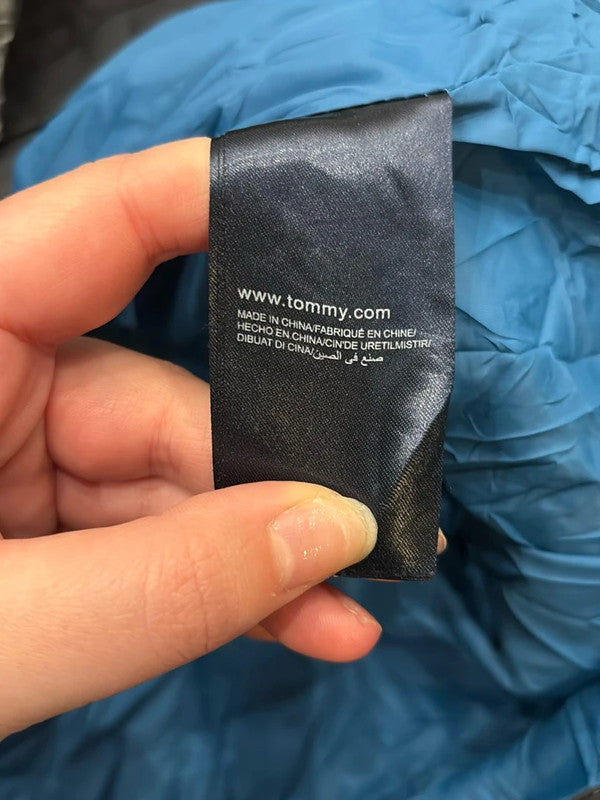 www.tommy.com
MADE IN CHINA/FABRIQUÉ EN CHINE/
HECHO EN CHINA/CIN'DE URETILMISTIR/
DIBUAT DI CINA/صنع في الصين